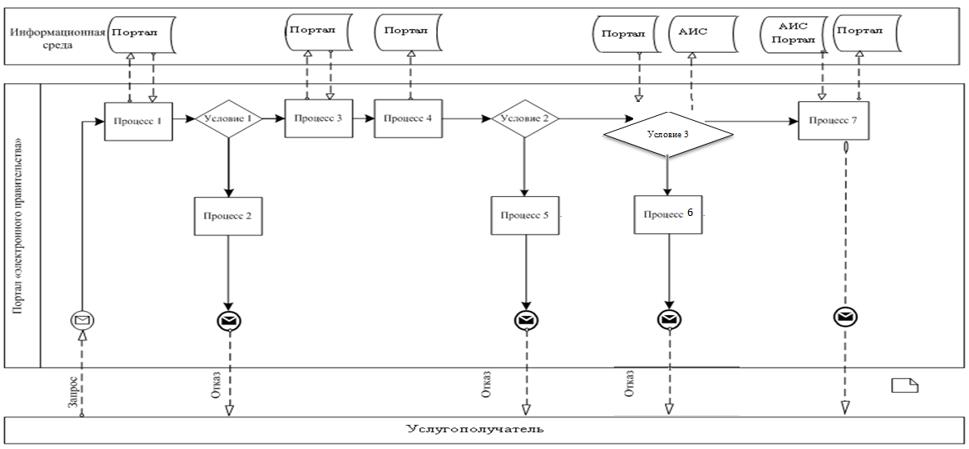 Информационная
среда
Портал
Портал
Портал
Портал
АИС
АИС
Портал
Портал
Портал «электронного правительства»
Процесс 1
Условие 1
Процесс 3
Процесс 4
Условие 2
Условие 3
Процесс 7
Процесс 2
Процесс 5
Процесс 6
Запрос
Отказ
Отказ
Отказ
Услугополучатель